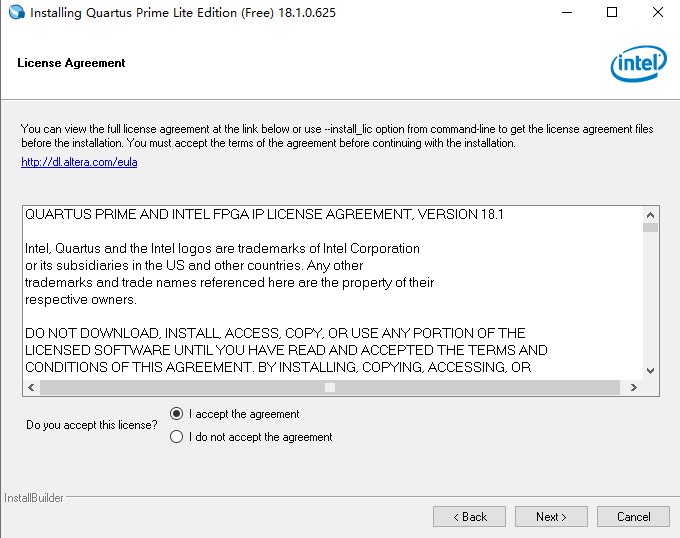 Installing Quartus Prime Lite Edition (Free) 18.1.0.625
License Agreement
intel
You can view the full license agreement at the link below or use --install_lic option from command-line to get the license agreement files
before the installation. You must accept the terms of the agreement before continuing with the installation.
http://dl.altera.com/eula
QUARTUS PRIME AND INTEL FPGA IP LICENSE AGREEMENT, VERSION 18.1
Intel, Quartus and the Intel logos are trademarks of Intel Corporation
or its subsidiaries in the US and other countries. Any other
trademarks and trade names referenced here are the property of their
respective owners.
DO NOT DOWNLOAD, INSTALL, ACCESS, COPY, OR USE ANY PORTION OF THE
LICENSED SOFTWARE UNTIL YOU HAVE READ AND ACCEPTED THE TERMS AND
CONDITIONS OF THIS AGREEMENT. BY INSTALLING, COPYING, ACCESSING, OR
Do you accept this license?
I accept the agreement
I do not accept the agreement
InstallBuilder
< Back
Next >
Cancel